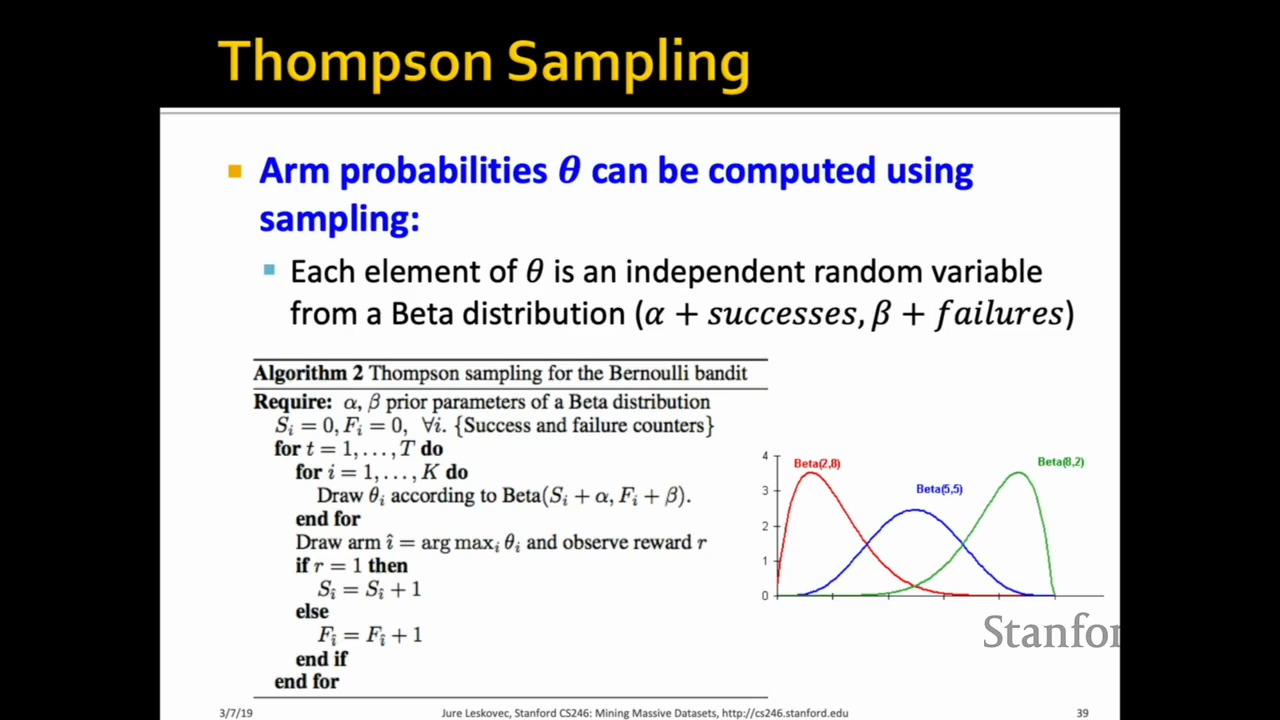 Thompson Sampling
Arm probabilities θ can be computed using
sampling:
Each element of θ is an independent random variable
from a Beta distribution (α + successes, β + failures)
Algorithm 2 Thompson sampling for the Bernoulli bandit
Require: α, β prior parameters of a Beta distribution
S_i = 0, F_i = 0, ∀i. {Success and failure counters}
for t = 1, . . . , T do
for i = 1, . . . , K do
Draw θ_i according to Beta(S_i + α, F_i + β).
end for
Draw arm î = arg max_i θ_i and observe reward r
if r = 1 then
S_î = S_î + 1
else
F_î = F_î + 1
end if
end for
4
3
2
1
0
Beta(2,8)
Beta(5,5)
Beta(8,2)
Stanfor
3/7/19
Jure Leskovec, Stanford CS246: Mining Massive Datasets, http://cs246.stanford.edu
39